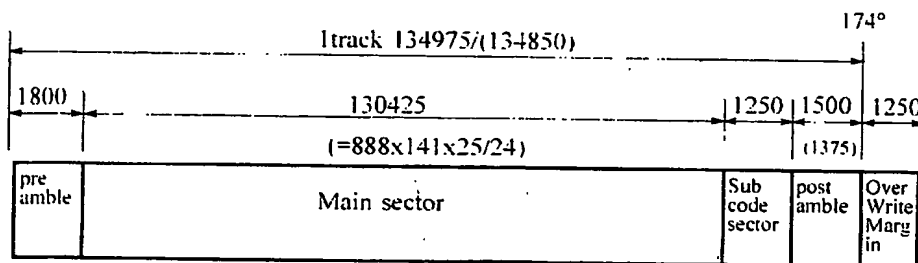 174°
1track 134975/(134850)
1800
130425
1250
1500
1250
(=888x141x25/24)
(1375)
pre
amble
Main sector
Sub
code
sector
post
amble
Over
Write
Marg
in